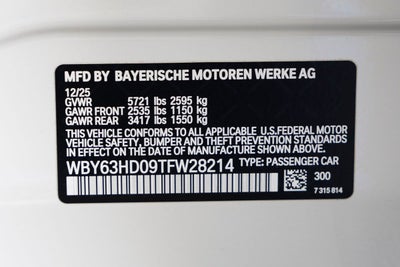 MFD BY BAYERISCHE MOTOREN WERKE AG
12/25
GVWR 5721 lbs 2595 kg
GAWR FRONT 2535 lbs 1150 kg
GAWR REAR 3417 lbs 1550 kg
THIS VEHICLE CONFORMS TO ALL APPLICABLE U.S.FEDERAL MOTOR
VEHICLE SAFETY, BUMPER, AND THEFT PREVENTION STANDARDS
IN EFFECT ON THE DATE OF MANUFACTURE SHOWN ABOVE.
WBY63HD09TFW28214 TYPE: PASSENGER CAR
300
7 315 814